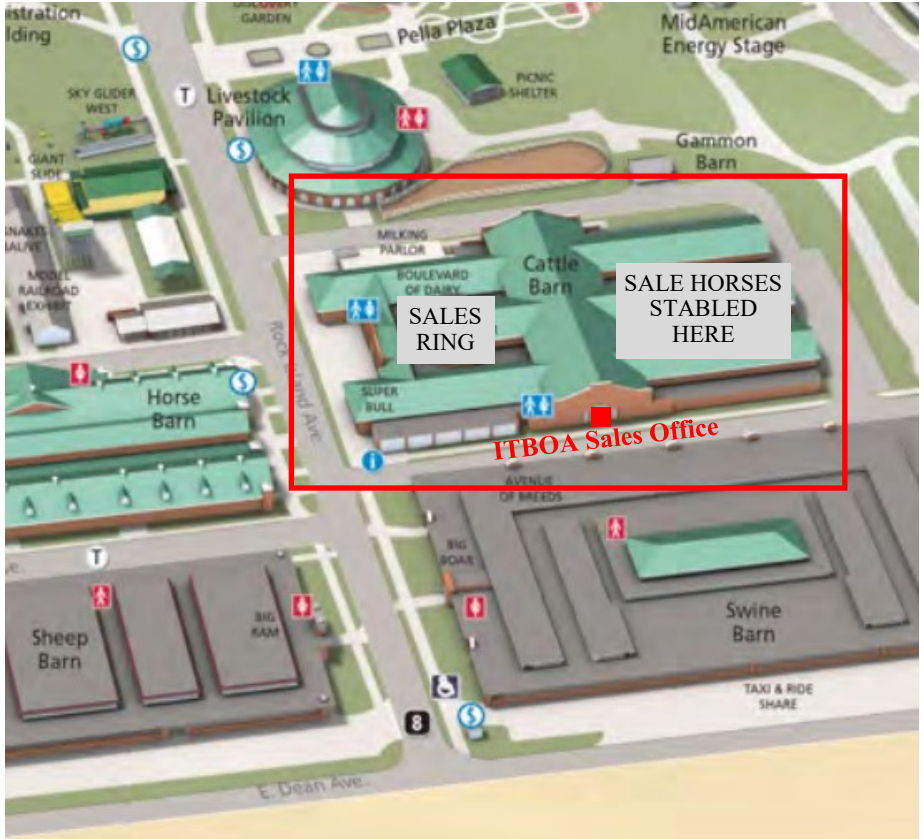 DISCOVERY
GARDEN
Pella Plaza
MidAmerican
Energy Stage
SKY GLIDER
WEST
T
Livestock
Pavilion
PICNIC
SHELTER
Gammon
Barn
GIANT
SLIDE
MILKING
PARLOR
BOULEVARD
OF DAIRY
Cattle
Barn
SALES
RING
SALE HORSES
STABLED
HERE
MODEL
RAILROAD
EXHIBIT
Rock Island Ave.
Horse
Barn
SUPER
BULL
ITBOA Sales Office
i
AVENUE
OF BREEDS
T
BIG
BOAR
Sheep
Barn
BIG
RAM
Swine
Barn
TAXI & RIDE
SHARE
8
E. Dean Ave.